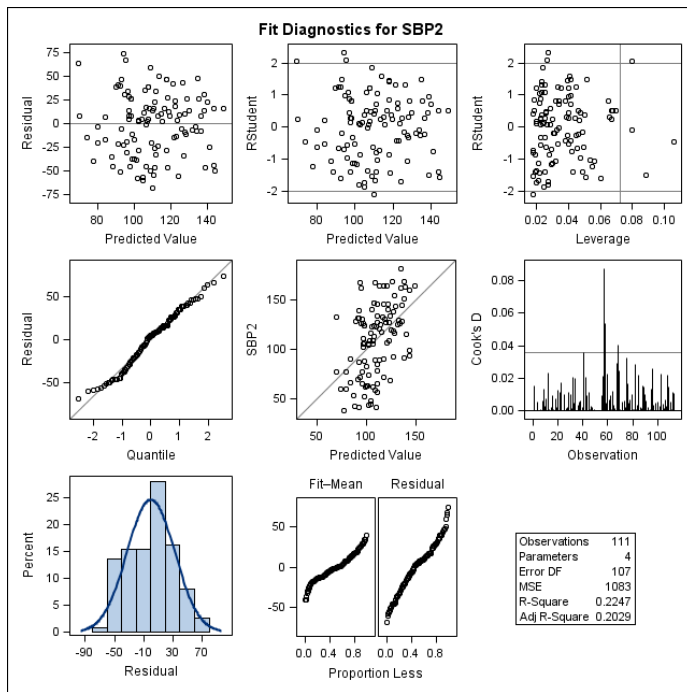 Fit Diagnostics for SBP2
75
50
25
0
-25
-50
-75
Residual
80 100 120 140
Predicted Value
2
1
0
-1
-2
RStudent
80 100 120 140
Predicted Value
2
1
0
-1
-2
RStudent
0.02 0.04 0.06 0.08 0.10
Leverage
50
0
-50
Residual
-2 -1 0 1 2
Quantile
150
100
50
SBP2
50 100 150
Predicted Value
0.08
0.06
0.04
0.02
0.00
Cook's D
0 20 40 60 80 100
Observation
25
20
15
10
5
0
Percent
-90 -50 -10 30 70
Residual
Fit–Mean Residual
50
0
-50
0.0 0.4 0.8 0.0 0.4 0.8
Proportion Less
Observations 111
Parameters 4
Error DF 107
MSE 1083
R-Square 0.2247
Adj R-Square 0.2029